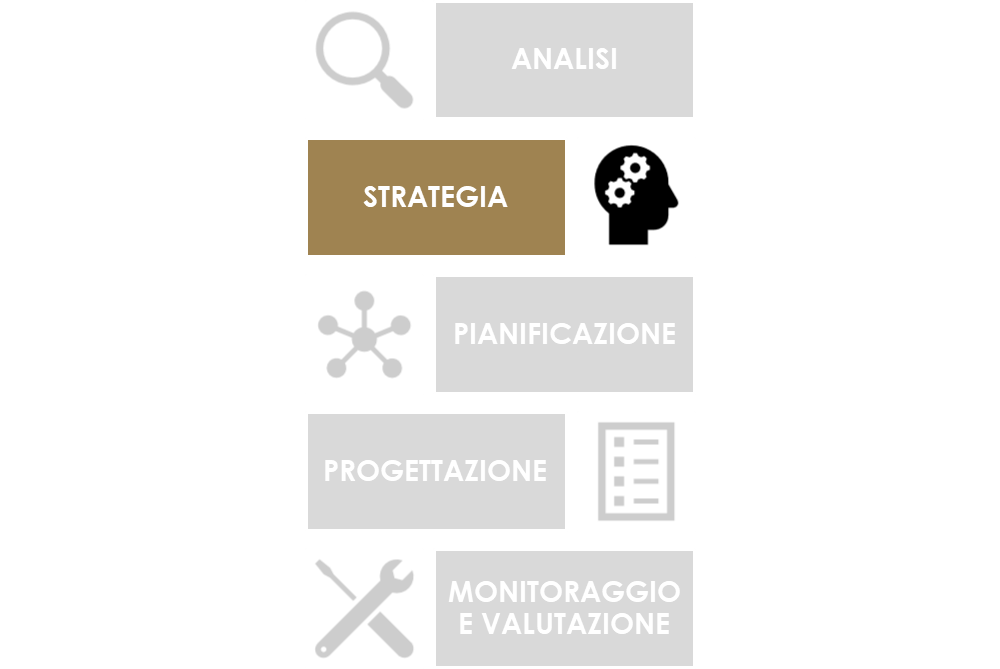 ANALISI
STRATEGIA
PIANIFICAZIONE
PROGETTAZIONE
MONITORAGGIO
E VALUTAZIONE